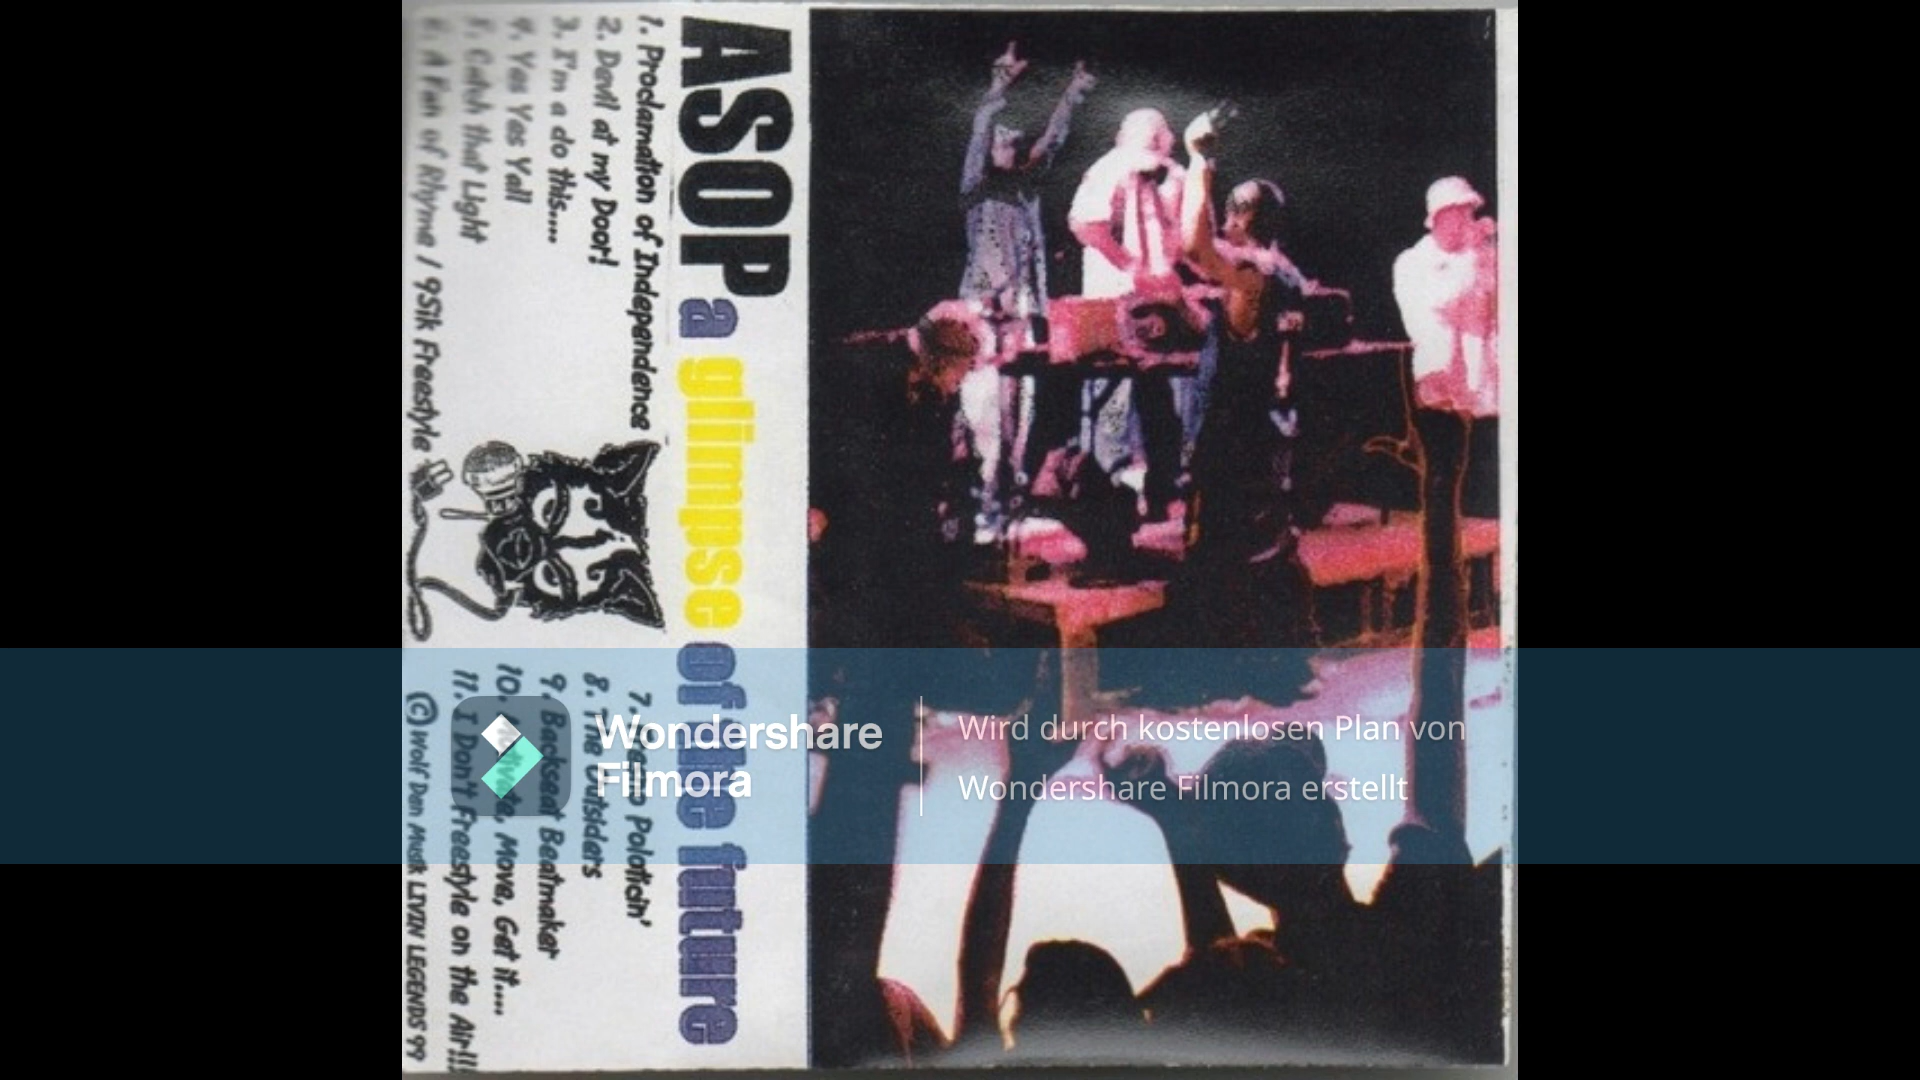 ASOP a glimpse of the future
1. Proclamation of Independence
2. Devil at my Door!
3. I'm a do this....
4. Yes Yes Yall
5. Catch that Light
6. A Fan of Rhyme / 95ik Freestyle
7. Polaticin'
8. The Outsiders
9. Backseat Beatmaker
10. Move, Get it....
11. I Don't Freestyle on the Air!!!
(c) Wolf Den Musik LIVIN LEGENDS 99
Wondershare
Filmora
Wird durch kostenlosen Plan von
Wondershare Filmora erstellt